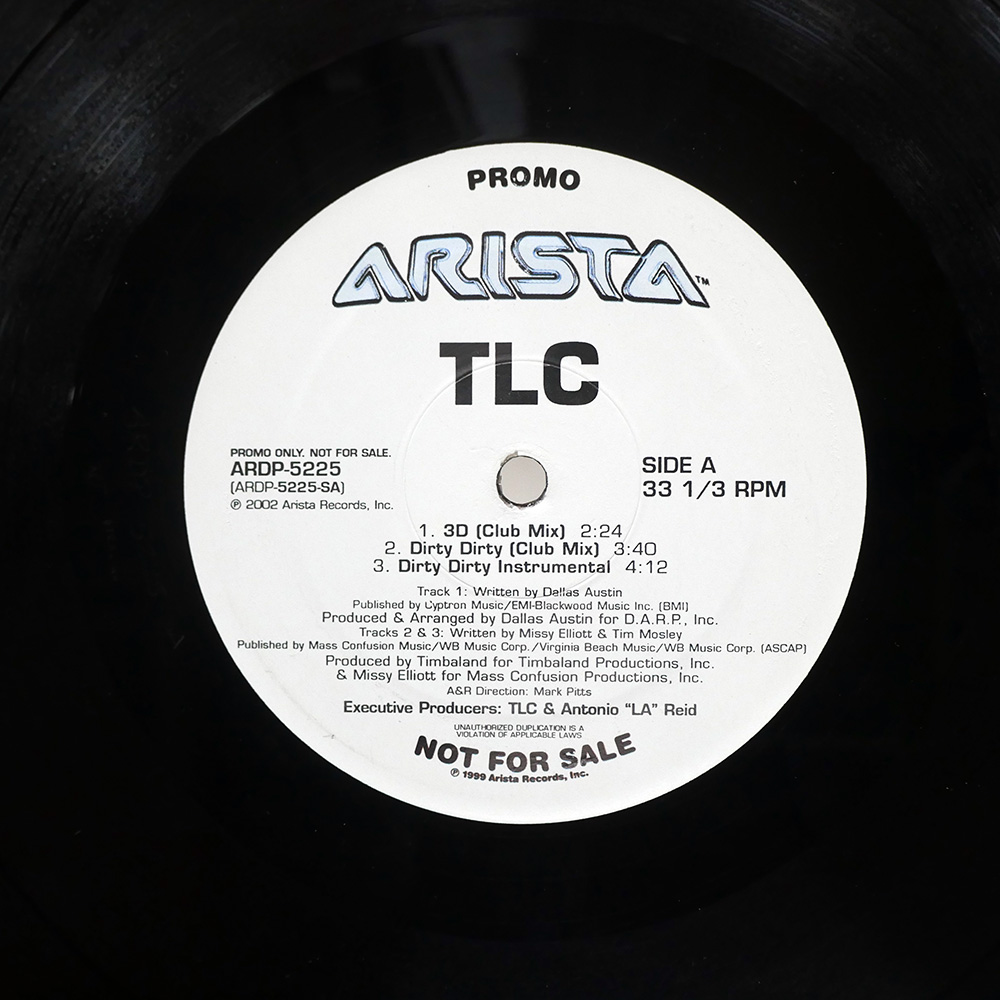 PROMO
ARISTA™
TLC
PROMO ONLY. NOT FOR SALE.
ARDP-5225
(ARDP-5225-SA)
℗ 2002 Arista Records, Inc.
SIDE A
33 1/3 RPM
1. 3D (Club Mix) 2:24
2. Dirty Dirty (Club Mix) 3:40
3. Dirty Dirty Instrumental 4:12
Track 1: Written by Dallas Austin
Published by Cyptron Music/EMI-Blackwood Music Inc. (BMI)
Produced & Arranged by Dallas Austin for D.A.R.P., Inc.
Tracks 2 & 3: Written by Missy Elliott & Tim Mosley
Published by Mass Confusion Music/WB Music Corp./Virginia Beach Music/WB Music Corp. (ASCAP)
Produced by Timbaland for Timbaland Productions, Inc.
& Missy Elliott for Mass Confusion Productions, Inc.
A&R Direction: Mark Pitts
Executive Producers: TLC & Antonio "LA" Reid
UNAUTHORIZED DUPLICATION IS A
VIOLATION OF APPLICABLE LAWS
NOT FOR SALE
℗ 1999 Arista Records, Inc.